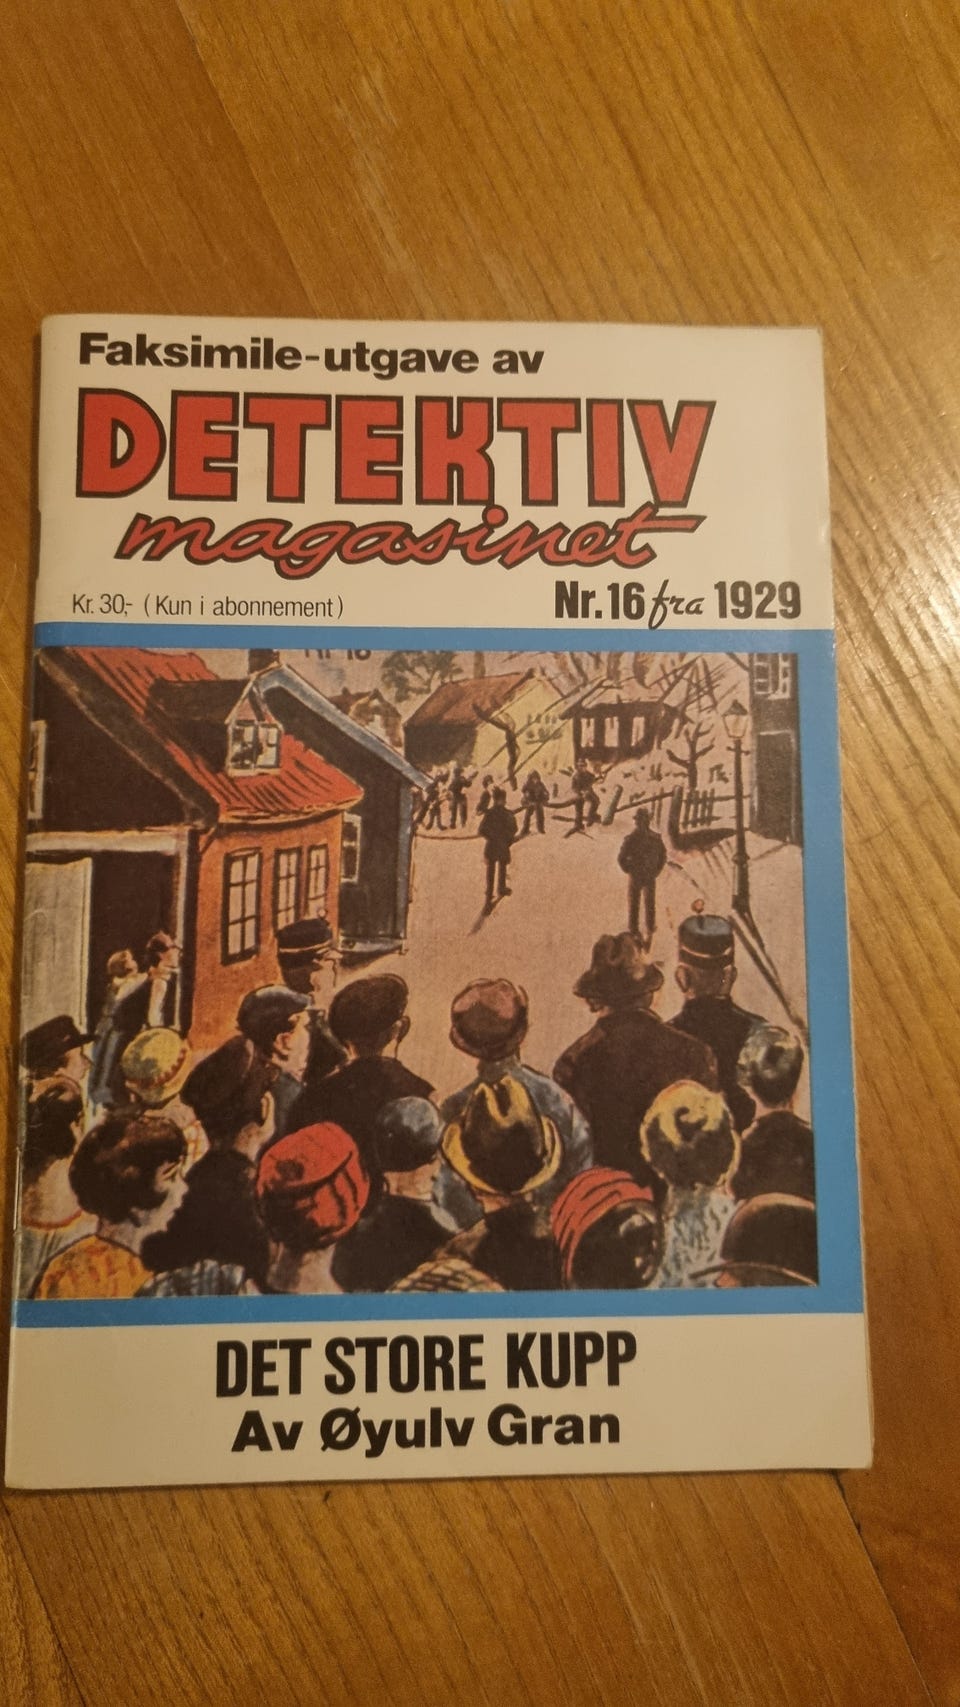 Faksimile-utgave av
DETEKTIV
magasinet
Kr. 30,- (Kun i abonnement)
Nr. 16 fra 1929
DET STORE KUPP
Av Øyulv Gran